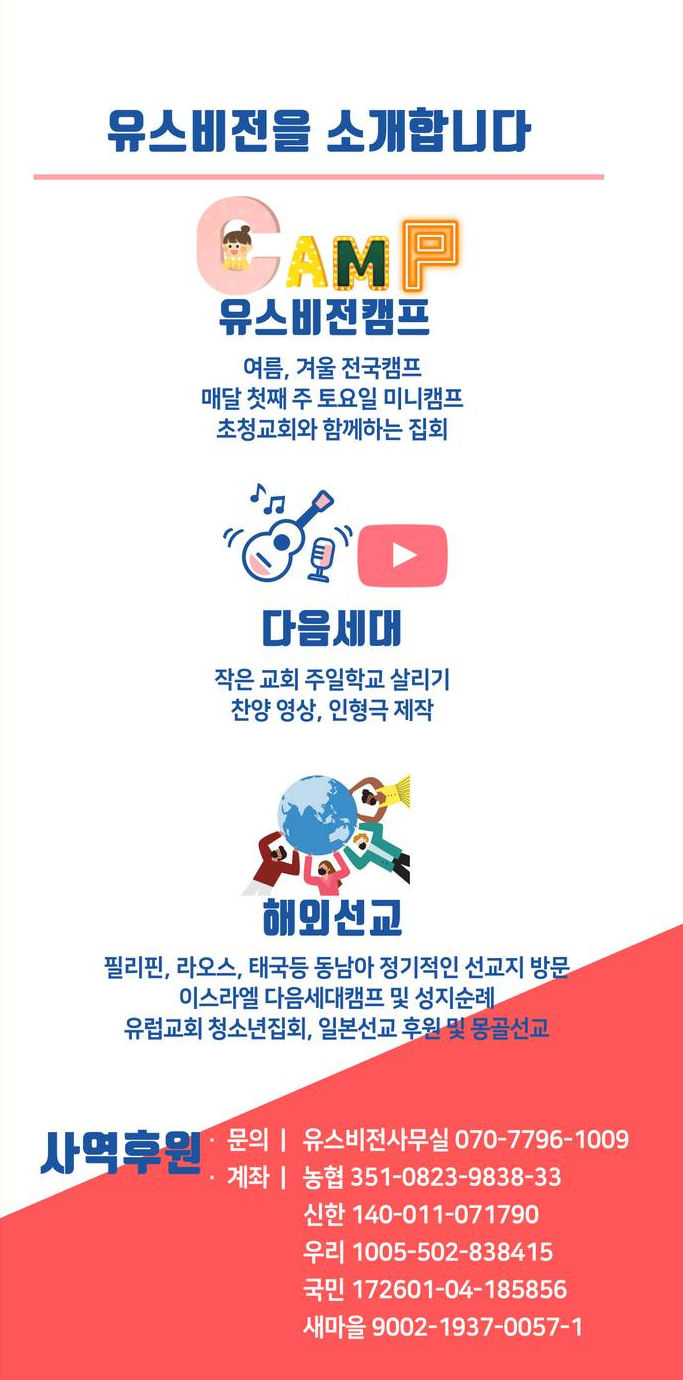 유스비전을 소개합니다
CAMP
유스비전캠프
여름, 겨울 전국캠프
매달 첫째 주 토요일 미니캠프
초청교회와 함께하는 집회
다음세대
작은 교회 주일학교 살리기
찬양 영상, 인형극 제작
해외선교
필리핀, 라오스, 태국등 동남아 정기적인 선교지 방문
이스라엘 다음세대캠프 및 성지순례
유럽교회 청소년집회, 일본선교 후원 및 몽골선교
사역후원
· 문의 | 유스비전사무실 070-7796-1009
· 계좌 | 농협 351-0823-9838-33
신한 140-011-071790
우리 1005-502-838415
국민 172601-04-185856
새마을 9002-1937-0057-1